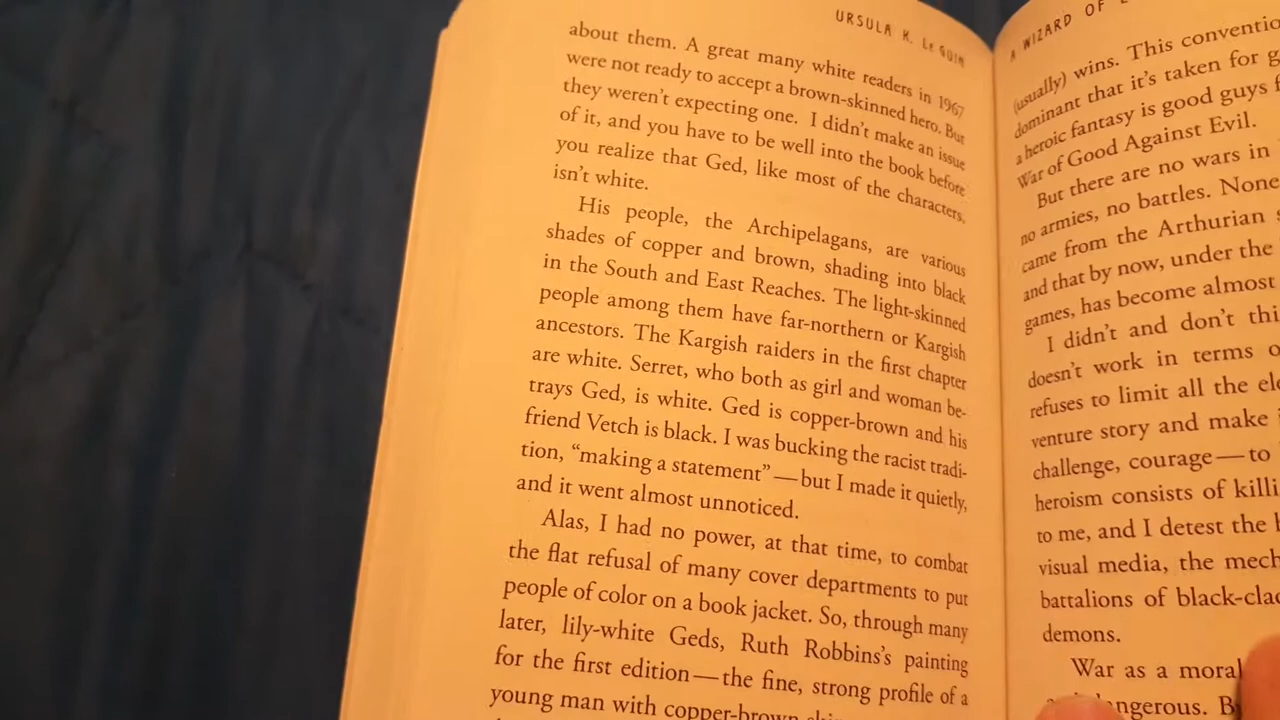 URSULA K. LE GUIN
about them. A great many white readers in 1967
were not ready to accept a brown-skinned hero. But
they weren't expecting one. I didn't make an issue
of it, and you have to be well into the book before
you realize that Ged, like most of the characters,
isn't white.
His people, the Archipelagans, are various
shades of copper and brown, shading into black
in the South and East Reaches. The light-skinned
people among them have far-northern or Kargish
ancestors. The Kargish raiders in the first chapter
are white. Serret, who both as girl and woman be-
trays Ged, is white. Ged is copper-brown and his
friend Vetch is black. I was bucking the racist tradi-
tion, “making a statement”—but I made it quietly,
and it went almost unnoticed.
Alas, I had no power, at that time, to combat
the flat refusal of many cover departments to put
people of color on a book jacket. So, through many
later, lily-white Geds, Ruth Robbins's painting
for the first edition—the fine, strong profile of a
young man with copper-brown
A WIZARD OF
(usually) wins. This
dominant that it's taken for
a heroic fantasy is good guys
War of Good Against Evil.
But there are no wars in
no armies, no battles. None
came from the Arthurian
and that by now, under the
games, has become almost
I didn't and don't
doesn't work in terms
refuses to limit all the
venture story and make
challenge, courage—to
heroism consists of
to me, and I detest the
visual media, the
battalions of
demons.
War as a moral